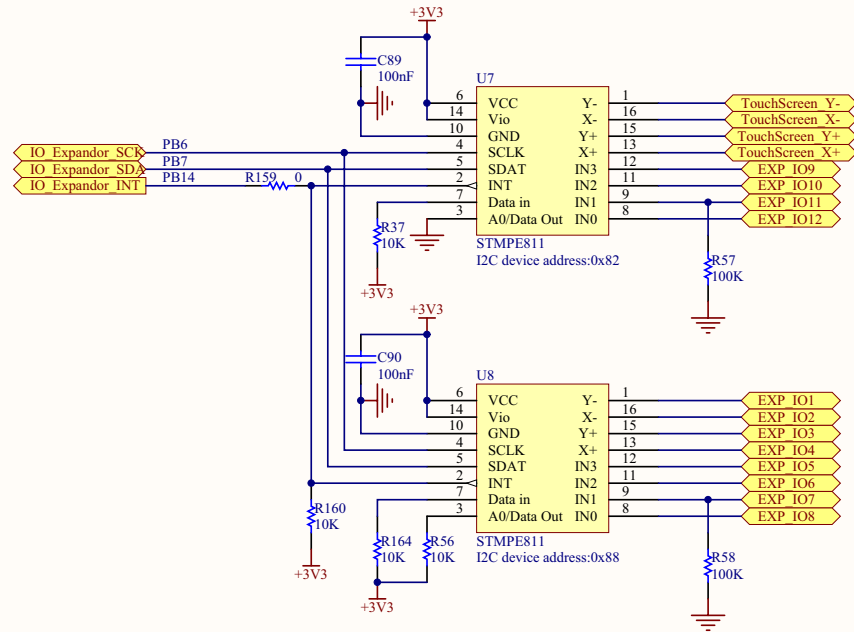 +3V3
C89
100nF
U7
6 VCC Y- 1 TouchScreen_Y-
14 Vio X- 16 TouchScreen_X-
10 GND Y+ 15 TouchScreen_Y+
IO_Expandor_SCK PB6 4 SCLK X+ 13 TouchScreen_X+
IO_Expandor_SDA PB7 5 SDAT IN3 12 EXP_IO9
IO_Expandor_INT PB14 R159 0 2 INT IN2 11 EXP_IO10
7 Data in IN1 9 EXP_IO11
3 A0/Data Out IN0 8 EXP_IO12
R37
10K
STMPE811
I2C device address:0x82
R57
100K
+3V3
+3V3
C90
100nF
U8
6 VCC Y- 1 EXP_IO1
14 Vio X- 16 EXP_IO2
10 GND Y+ 15 EXP_IO3
4 SCLK X+ 13 EXP_IO4
5 SDAT IN3 12 EXP_IO5
2 INT IN2 11 EXP_IO6
7 Data in IN1 9 EXP_IO7
3 A0/Data Out IN0 8 EXP_IO8
R160
10K
R164
10K
R56
10K
STMPE811
I2C device address:0x88
R58
100K
+3V3
+3V3